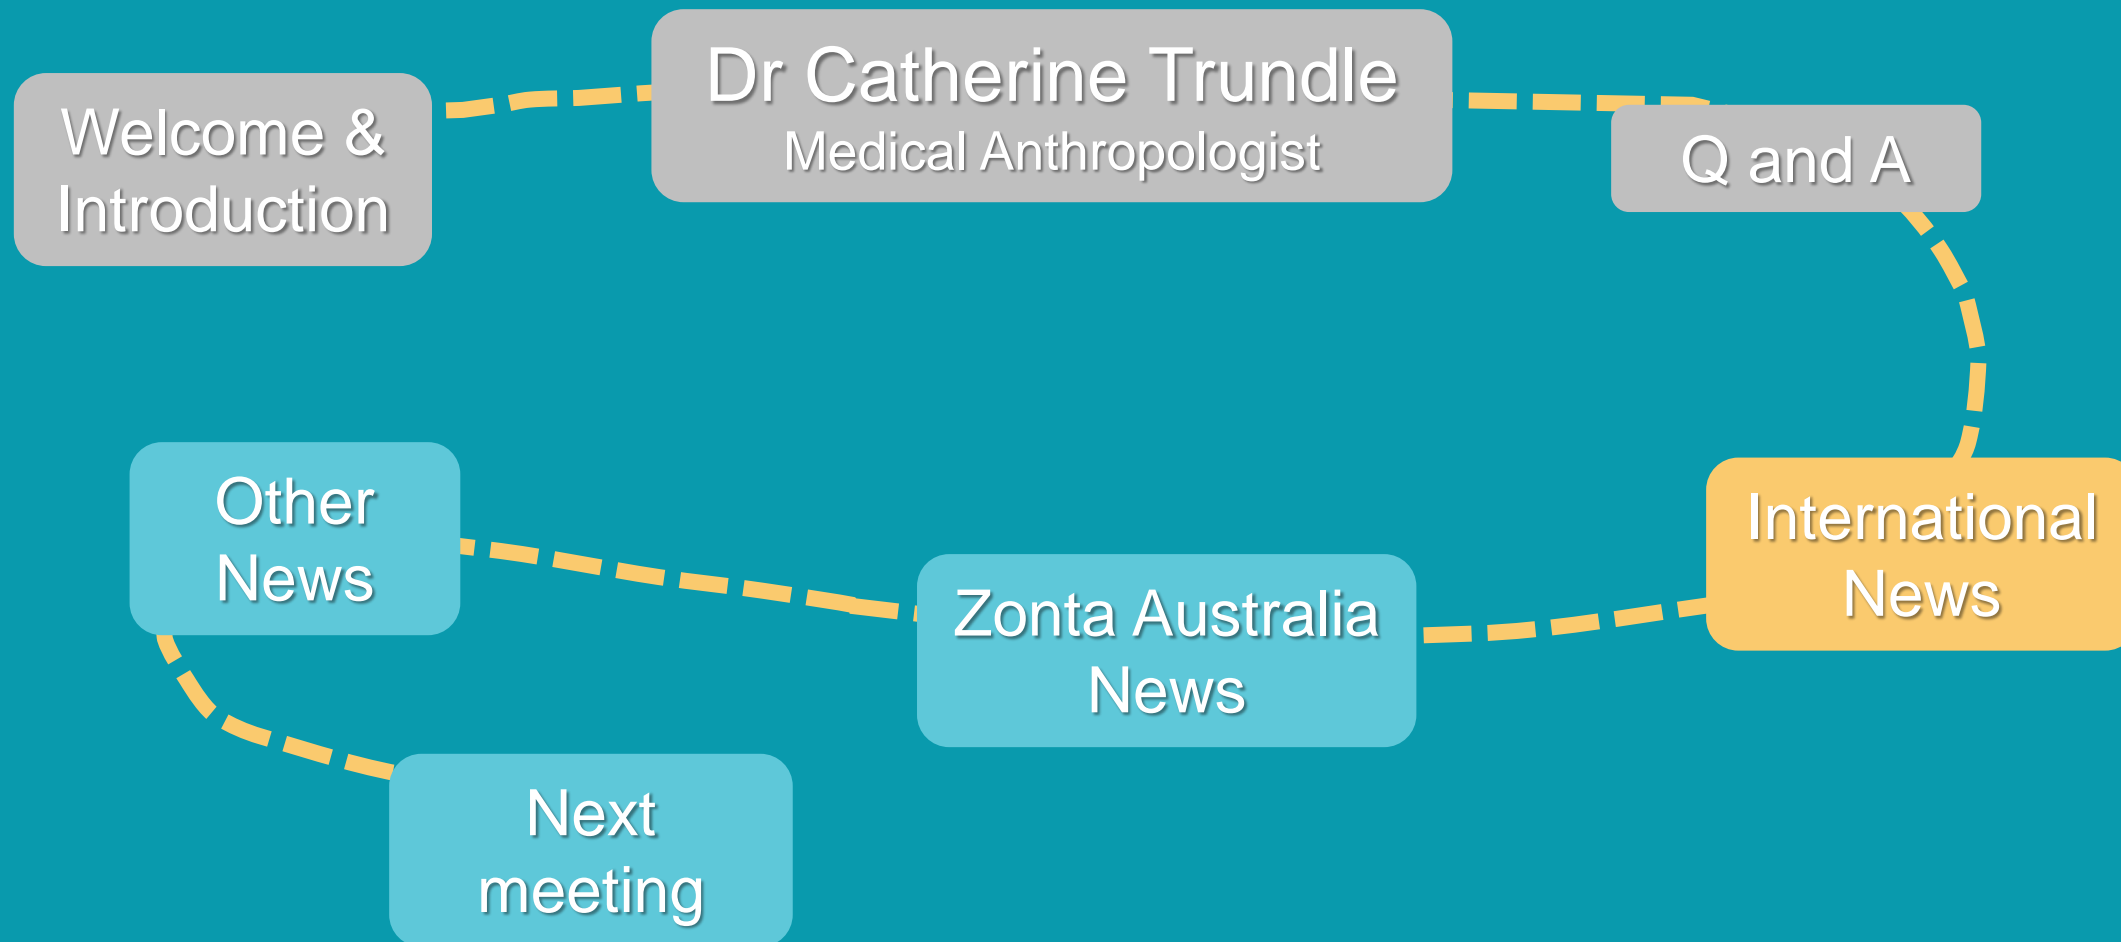 Welcome &
Introduction
Dr Catherine Trundle
Medical Anthropologist
Q and A
International
News
Zonta Australia
News
Other
News
Next
meeting